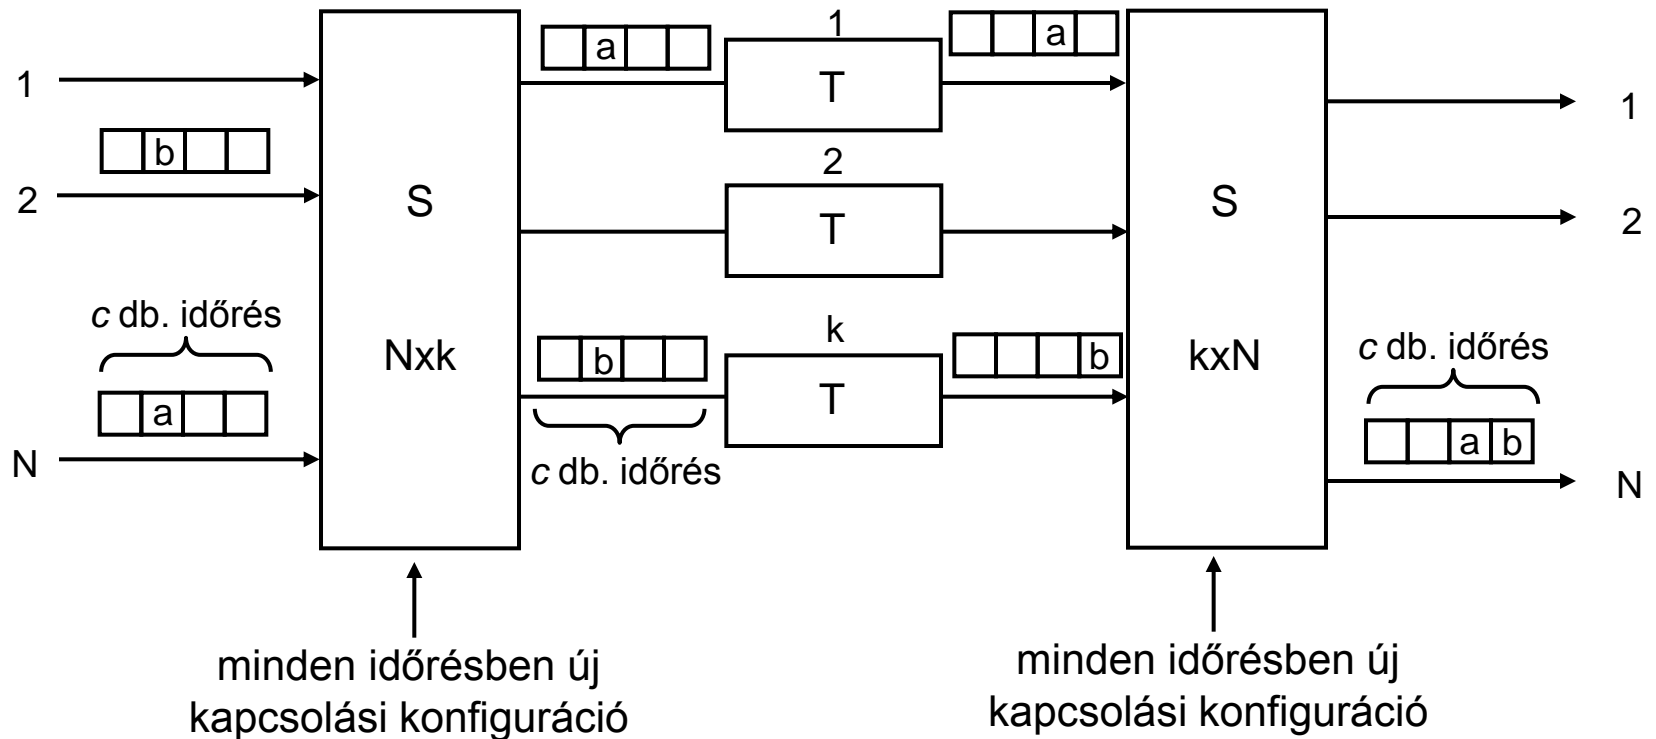 1
a
a
1
T
1
b
2
2
S
T
S
2
c db. időrés
a
N
Nxk
b
c db. időrés
k
T
b
kxN
c db. időrés
a b
N
minden időrésben új
kapcsolási konfiguráció
minden időrésben új
kapcsolási konfiguráció